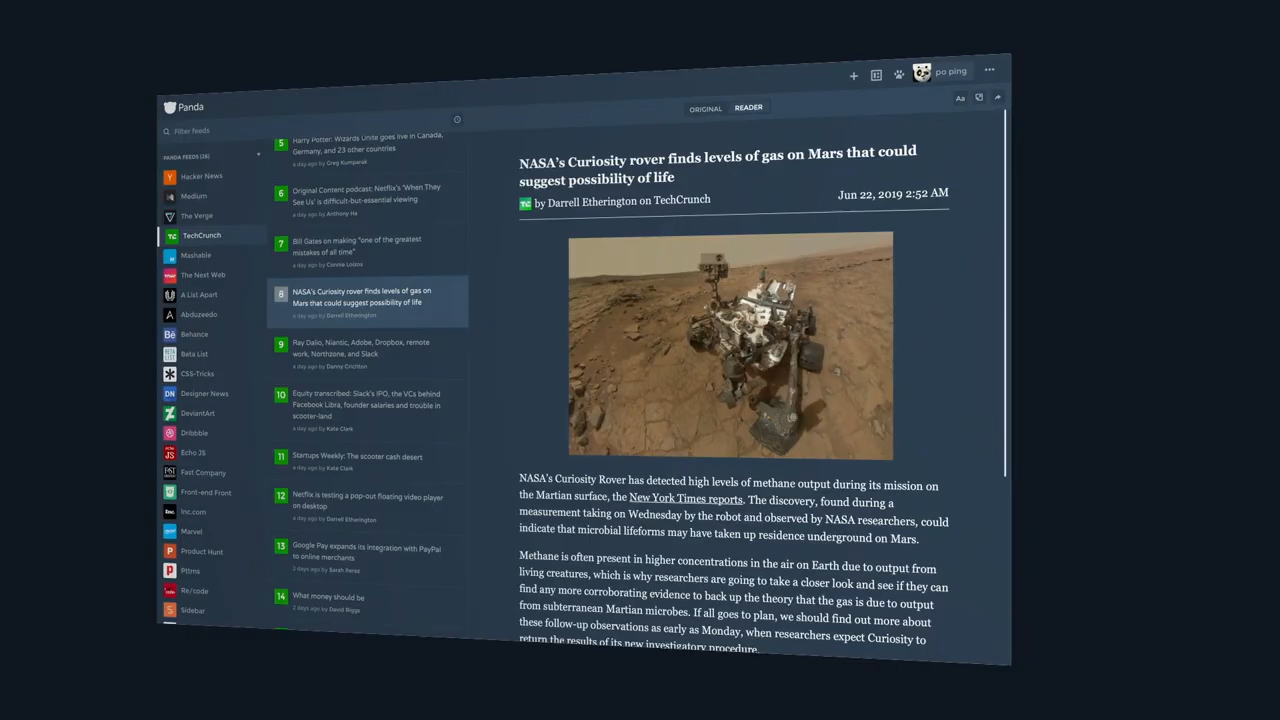 Panda
po ping
Filter feeds
PANDA FEEDS (28)
Hacker News
Medium
The Verge
TechCrunch
Mashable
The Next Web
A List Apart
Abduzeedo
Behance
Beta List
CSS-Tricks
Designer News
DeviantArt
Dribbble
Echo JS
Fast Company
Front-end Front
Inc.com
Marvel
Product Hunt
Pttrns
Re/code
Sidebar
5
Harry Potter: Wizards Unite goes live in Canada,
Germany, and 23 other countries
a day ago by Greg Kumparak
6
Original Content podcast: Netflix's 'When They
See Us' is difficult-but-essential viewing
a day ago by Anthony Ha
7
Bill Gates on making "one of the greatest
mistakes of all time"
a day ago by Connie Loizos
8
NASA's Curiosity rover finds levels of gas on
Mars that could suggest possibility of life
a day ago by Darrell Etherington
9
Ray Dalio, Niantic, Adobe, Dropbox, remote
work, Northzone, and Slack
a day ago by Danny Crichton
10
Equity transcribed: Slack's IPO, the VCs behind
Facebook Libra, founder salaries and trouble in
scooter-land
a day ago by Kate Clark
11
Startups Weekly: The scooter cash desert
a day ago by Kate Clark
12
Netflix is testing a pop-out floating video player
on desktop
a day ago by Darrell Etherington
13
Google Pay expands its integration with PayPal
to online merchants
2 days ago by Sarah Perez
14
What money should be
2 days ago by David Riggs
ORIGINAL
READER
Aa
NASA's Curiosity rover finds levels of gas on Mars that could
suggest possibility of life
TC by Darrell Etherington on TechCrunch
Jun 22, 2019 2:52 AM
NASA's Curiosity Rover has detected high levels of methane output during its mission on
the Martian surface, the New York Times reports. The discovery, found during a
measurement taking on Wednesday by the robot and observed by NASA researchers, could
indicate that microbial lifeforms may have taken up residence underground on Mars.
Methane is often present in higher concentrations in the air on Earth due to output from
living creatures, which is why researchers are going to take a closer look and see if they can
find any more corroborating evidence to back up the theory that the gas is due to output
from subterranean Martian microbes. If all goes to plan, we should find out more about
these follow-up observations as early as Monday, when researchers expect Curiosity to
return the results of its new investigatory procedure.